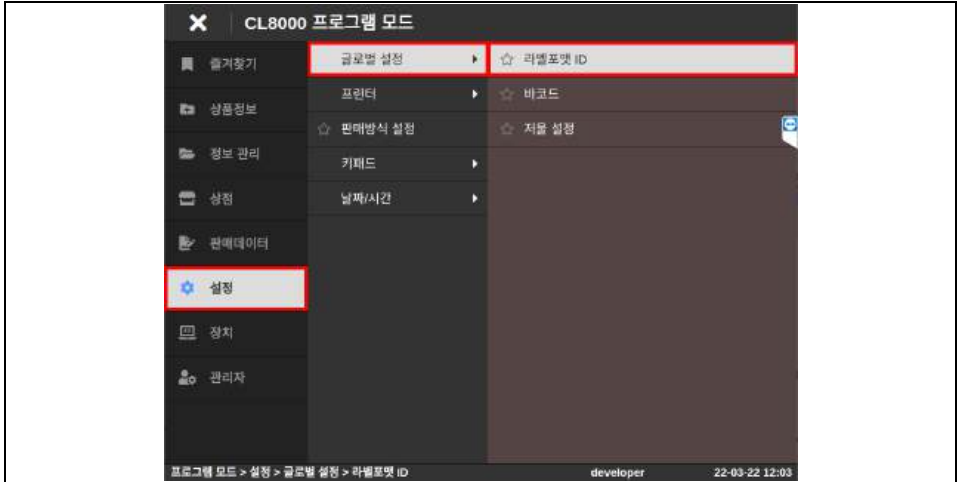 CL8000 프로그램 모드
즐겨찾기
상품정보
정보 관리
상점
판매데이터
설정
장치
관리자
글로벌 설정
프린터
판매방식 설정
키패드
날짜/시간
라벨포맷 ID
바코드
저울 설정
프로그램 모드 > 설정 > 글로벌 설정 > 라벨포맷 ID
developer
22-03-22 12:03